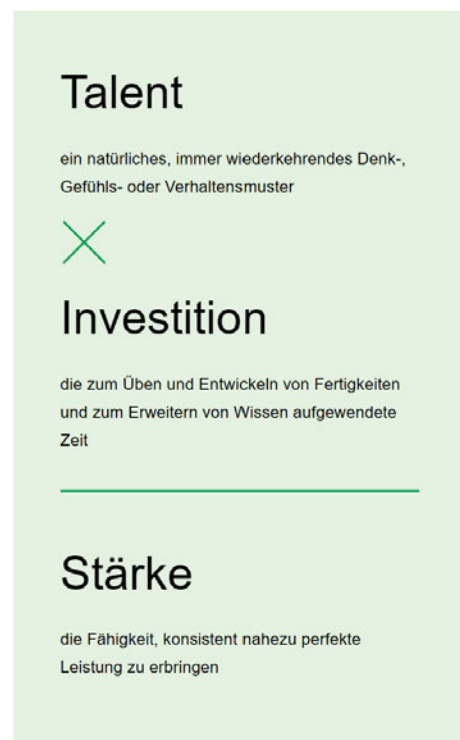 Talent
ein natürliches, immer wiederkehrendes Denk-,
Gefühls- oder Verhaltensmuster
Investition
die zum Üben und Entwickeln von Fertigkeiten
und zum Erweitern von Wissen aufgewendete
Zeit
Stärke
die Fähigkeit, konsistent nahezu perfekte
Leistung zu erbringen